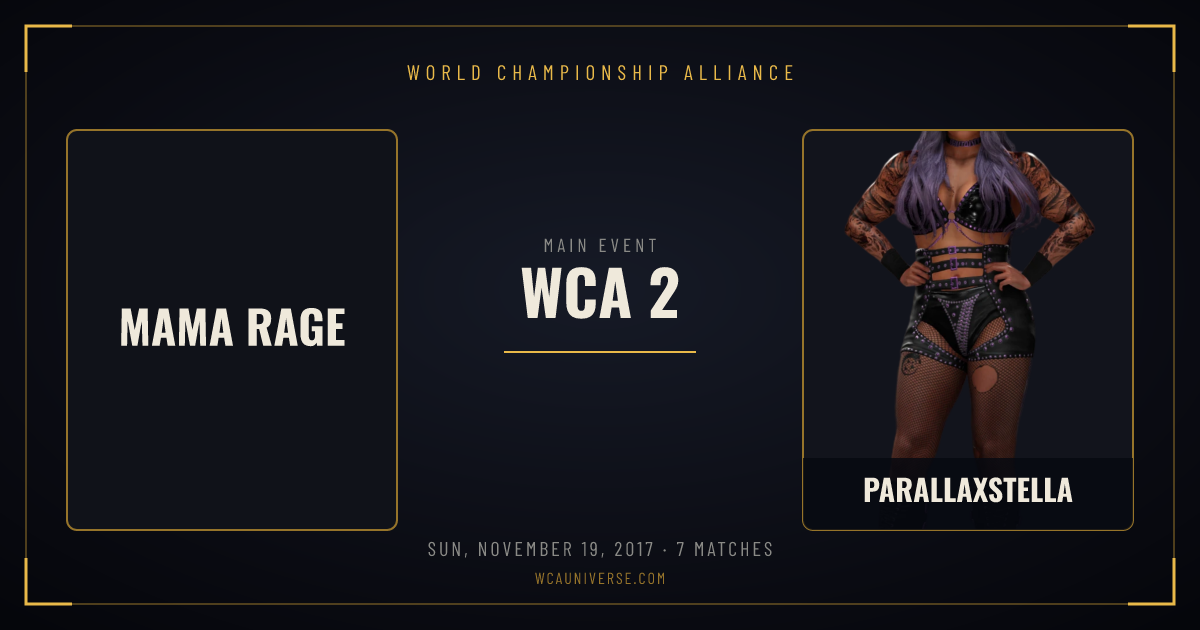 WORLD CHAMPIONSHIP ALLIANCE
MAMA RAGE
MAIN EVENT
WCA 2
PARALLAXSTELLA
SUN, NOVEMBER 19, 2017 · 7 MATCHES
WCAUNIVERSE.COM